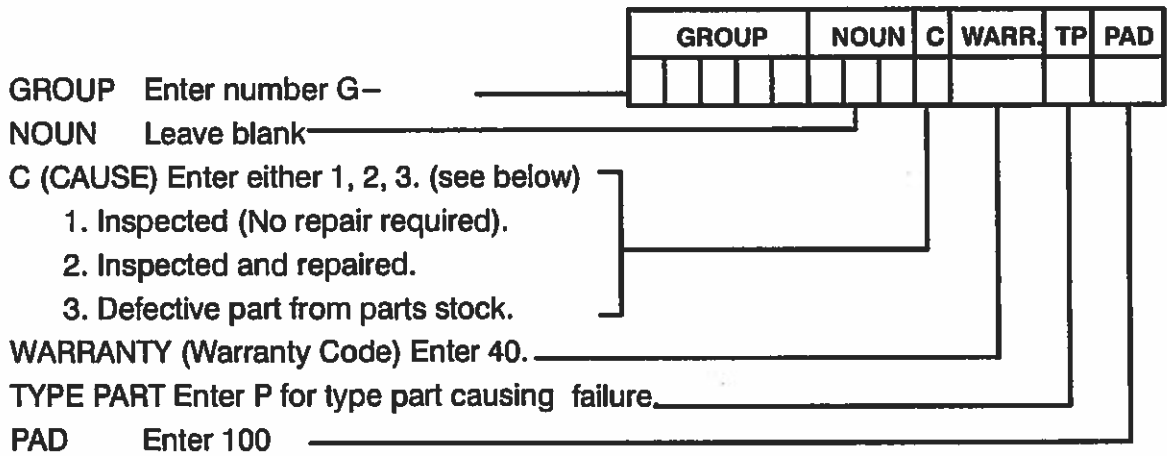 GROUP NOUN C WARR. TP PAD
GROUP Enter number G–
NOUN Leave blank
C (CAUSE) Enter either 1, 2, 3. (see below)
1. Inspected (No repair required).
2. Inspected and repaired.
3. Defective part from parts stock.
WARRANTY (Warranty Code) Enter 40.
TYPE PART Enter P for type part causing failure.
PAD Enter 100